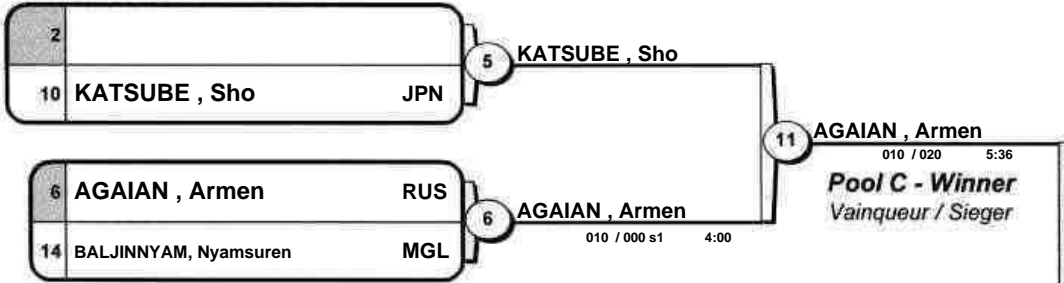 2
10 KATSUBE , Sho JPN
5 KATSUBE , Sho
6 AGAIAN , Armen RUS
14 BALJINNYAM, Nyamsuren MGL
6 AGAIAN , Armen
010 / 000 s1 4:00
11 AGAIAN , Armen
010 / 020 5:36
Pool C - Winner
Vainqueur / Sieger